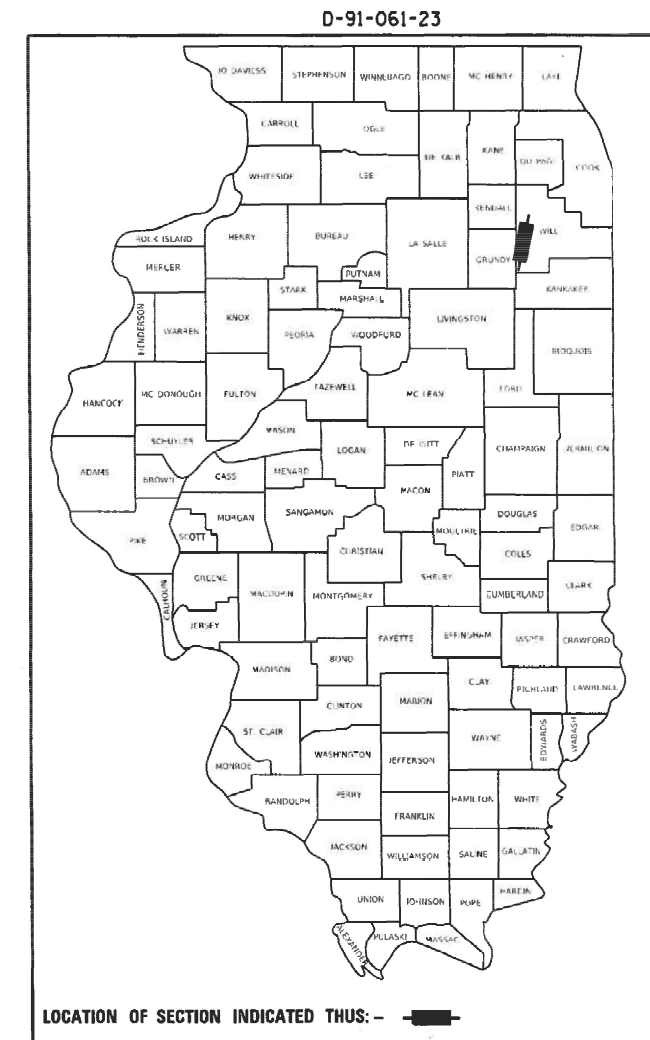 D-91-061-23
JO DAVIESS STEPHENSON WINNEBAGO BOONE MC HENRY LAKE
CARROLL OGLE
DE KALB KANE DU PAGE COOK
WHITESIDE LEE
KENDALL
ROCK ISLAND HENRY BUREAU LA SALLE WILL
MERCER PUTNAM GRUNDY
STARK MARSHALL KANKAKEE
HENDERSON WARREN KNOX PEORIA WOODFORD LIVINGSTON
IROQUOIS
HANCOCK MC DONOUGH FULTON TAZEWELL MC LEAN FORD
MASON
SCHUYLER LOGAN DE WITT CHAMPAIGN VERMILION
ADAMS BROWN CASS MENARD PIATT
MACON
PIKE SCOTT MORGAN SANGAMON MOULTRIE DOUGLAS EDGAR
CHRISTIAN COLES
CALHOUN GREENE MACOUPIN MONTGOMERY SHELBY CUMBERLAND CLARK
JERSEY FAYETTE EFFINGHAM JASPER CRAWFORD
MADISON BOND
CLAY RICHLAND LAWRENCE
CLINTON MARION
ST. CLAIR WAYNE EDWARDS WABASH
WASHINGTON JEFFERSON
MONROE
RANDOLPH PERRY HAMILTON WHITE
FRANKLIN
JACKSON WILLIAMSON SALINE GALLATIN
HARDIN
UNION JOHNSON POPE
ALEXANDER PULASKI MASSAC
LOCATION OF SECTION INDICATED THUS: -